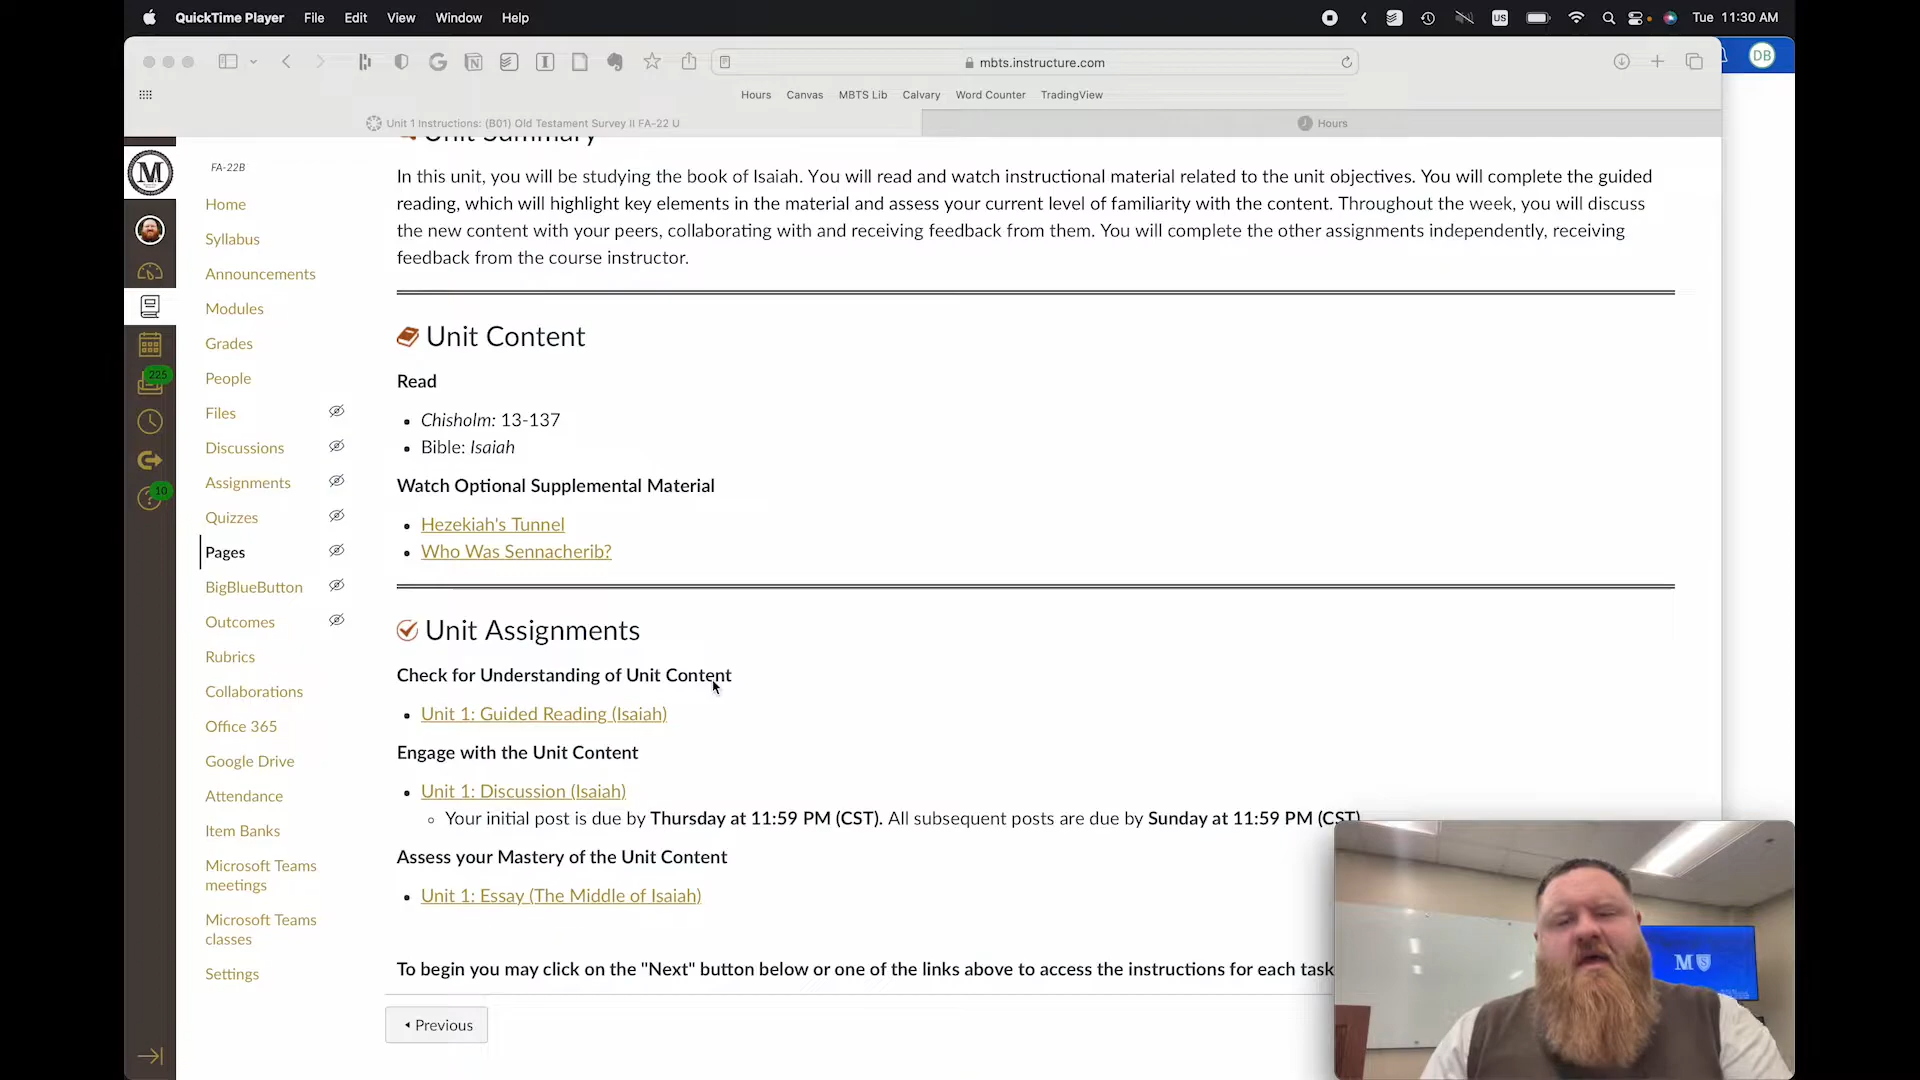 QuickTime Player File Edit View Window Help
US
Tue 11:30 AM
mbts.instructure.com
DB
Hours Canvas MBTS Lib Calvary Word Counter TradingView
Unit 1 Instructions: (B01) Old Testament Survey II FA-22 U
Hours
Unit Summary
FA-22B
Home
Syllabus
Announcements
Modules
Grades
People
Files
Discussions
Assignments
Quizzes
Pages
BigBlueButton
Outcomes
Rubrics
Collaborations
Office 365
Google Drive
Attendance
Item Banks
Microsoft Teams
meetings
Microsoft Teams
classes
Settings
M
225
10
In this unit, you will be studying the book of Isaiah. You will read and watch instructional material related to the unit objectives. You will complete the guided
reading, which will highlight key elements in the material and assess your current level of familiarity with the content. Throughout the week, you will discuss
the new content with your peers, collaborating with and receiving feedback from them. You will complete the other assignments independently, receiving
feedback from the course instructor.
Unit Content
Read
Chisholm: 13-137
Bible: Isaiah
Watch Optional Supplemental Material
Hezekiah's Tunnel
Who Was Sennacherib?
Unit Assignments
Check for Understanding of Unit Content
Unit 1: Guided Reading (Isaiah)
Engage with the Unit Content
Unit 1: Discussion (Isaiah)
Your initial post is due by Thursday at 11:59 PM (CST). All subsequent posts are due by Sunday at 11:59 PM (CST)
Assess your Mastery of the Unit Content
Unit 1: Essay (The Middle of Isaiah)
To begin you may click on the "Next" button below or one of the links above to access the instructions for each task
Previous
M S